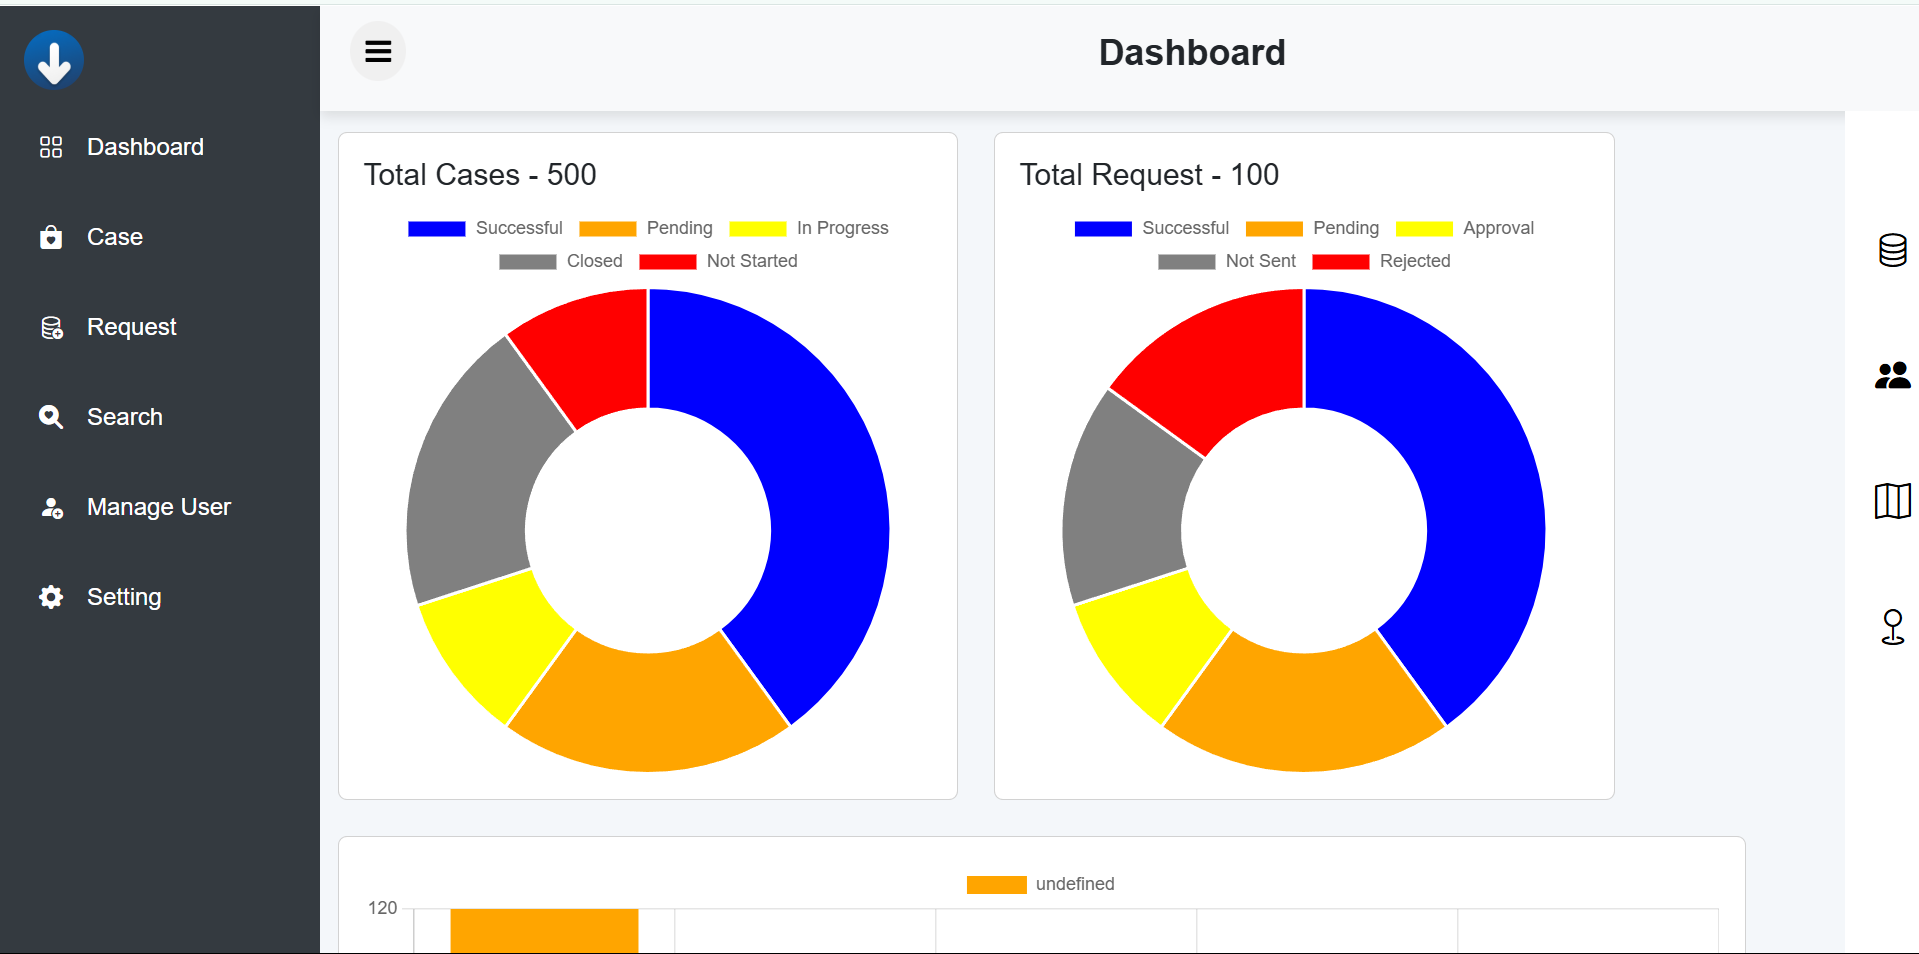 Dashboard
Dashboard
Case
Request
Search
Manage User
Setting
Total Cases - 500
Successful Pending In Progress
Closed Not Started
Total Request - 100
Successful Pending Approval
Not Sent Rejected
undefined
120